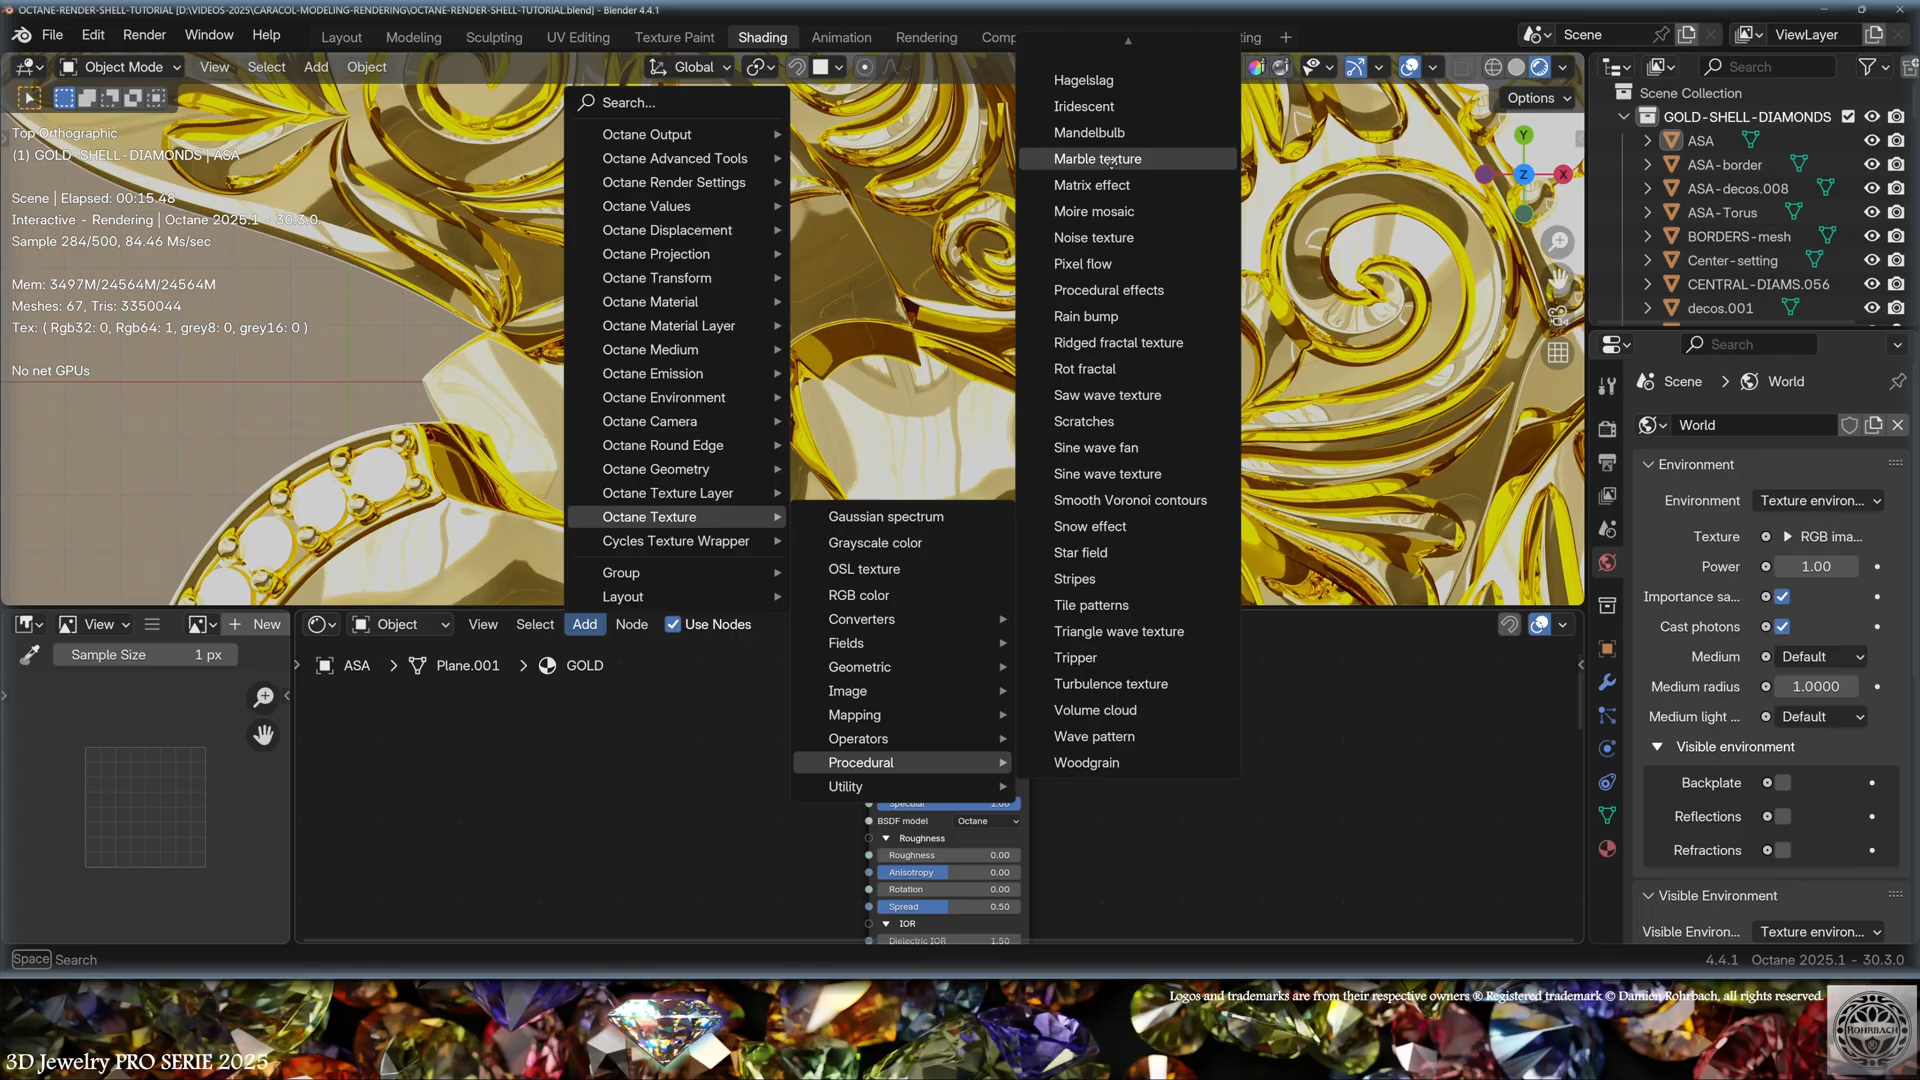 OCTANE-RENDER-SHELL-TUTORIAL [D:\VIDEOS-2025\CARACOL-MODELING-RENDERING\OCTANE-RENDER-SHELL-TUTORIAL.blend] - Blender 4.4.1
File Edit Render Window Help Layout Modeling Sculpting UV Editing Texture Paint Shading Animation Rendering Comp ting + Scene ViewLayer
Object Mode View Select Add Object Global Search
Options
Top Orthographic
(1) GOLD-SHELL-DIAMONDS | ASA
Scene | Elapsed: 00:15.48
Interactive - Rendering | Octane 2025.1 - 30.3.0
Sample 284/500, 84.46 Ms/sec
Mem: 3497M/24564M/24564M
Meshes: 67, Tris: 3350044
Tex: ( Rgb32: 0, Rgb64: 1, grey8: 0, grey16: 0 )
No net GPUs
Search...
Octane Output
Octane Advanced Tools
Octane Render Settings
Octane Values
Octane Displacement
Octane Projection
Octane Transform
Octane Material
Octane Material Layer
Octane Medium
Octane Emission
Octane Environment
Octane Camera
Octane Round Edge
Octane Geometry
Octane Texture Layer
Octane Texture
Cycles Texture Wrapper
Group
Layout
Gaussian spectrum
Grayscale color
OSL texture
RGB color
Converters
Fields
Geometric
Image
Mapping
Operators
Procedural
Utility
Hagelslag
Iridescent
Mandelbulb
Marble texture
Matrix effect
Moire mosaic
Noise texture
Pixel flow
Procedural effects
Rain bump
Ridged fractal texture
Rot fractal
Saw wave texture
Scratches
Sine wave fan
Sine wave texture
Smooth Voronoi contours
Snow effect
Star field
Stripes
Tile patterns
Triangle wave texture
Tripper
Turbulence texture
Volume cloud
Wave pattern
Woodgrain
Y
Z X
Scene Collection
GOLD-SHELL-DIAMONDS
ASA
ASA-border
ASA-decos.008
ASA-Torus
BORDERS-mesh
Center-setting
CENTRAL-DIAMS.056
decos.001
Search
Scene > World
World
Environment
Environment Texture environ...
Texture RGB ima...
Power 1.00
Importance sa...
Cast photons
Medium Default
Medium radius 1.0000
Medium light ... Default
Visible environment
Backplate
Reflections
Refractions
Visible Environment
Visible Environ... Texture environ...
View + New
Sample Size 1 px
Object View Select Add Node Use Nodes
ASA > Plane.001 > GOLD
Specular 1.00
BSDF model Octane
Roughness
Roughness 0.00
Anisotropy 0.00
Rotation 0.00
Spread 0.50
IOR
Dielectric IOR 1.50
Space Search
4.4.1 Octane 2025.1 - 30.3.0
Logos and trademarks are from their respective owners ® Registered trademark © Damien Rohrbach, all rights reserved.
3D Jewelry PRO SERIE 2025
ROHRBACH